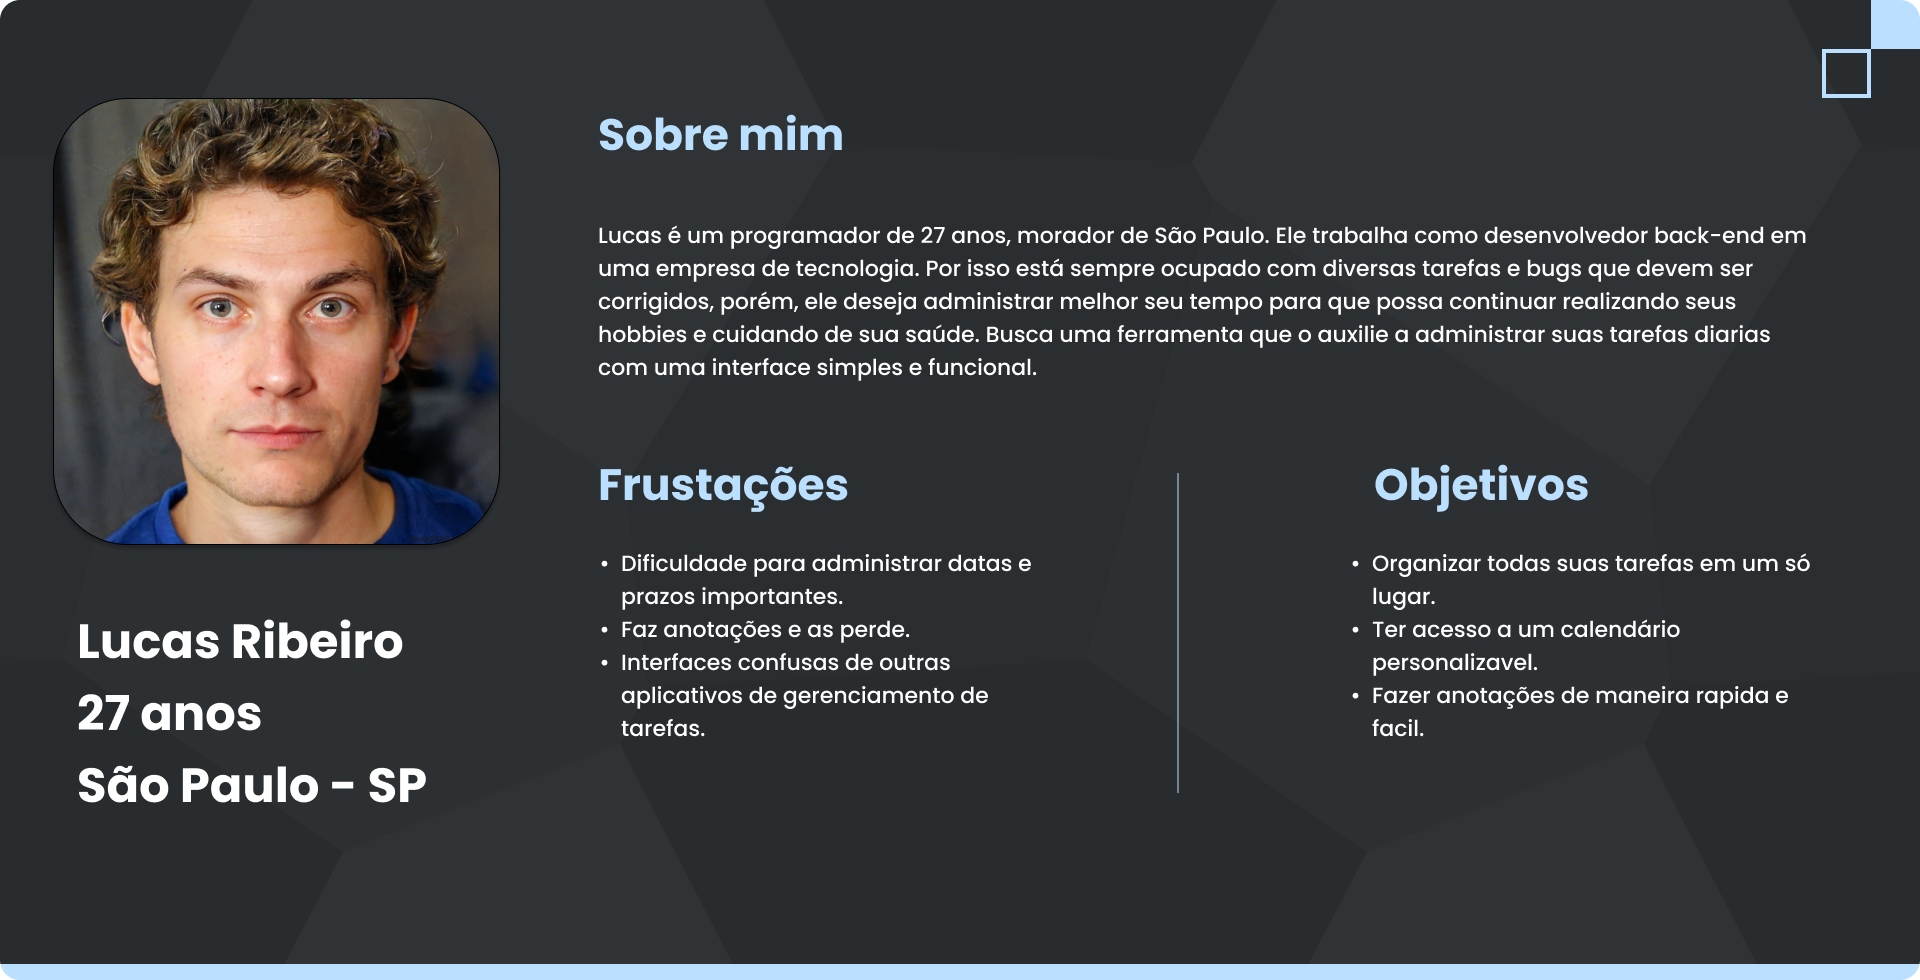 Sobre mim
Lucas é um programador de 27 anos, morador de São Paulo. Ele trabalha como desenvolvedor back-end em
uma empresa de tecnologia. Por isso está sempre ocupado com diversas tarefas e bugs que devem ser
corrigidos, porém, ele deseja administrar melhor seu tempo para que possa continuar realizando seus
hobbies e cuidando de sua saúde. Busca uma ferramenta que o auxilie a administrar suas tarefas diarias
com uma interface simples e funcional.
Lucas Ribeiro
27 anos
São Paulo - SP
Frustações
• Dificuldade para administrar datas e
prazos importantes.
• Faz anotações e as perde.
• Interfaces confusas de outras
aplicativos de gerenciamento de
tarefas.
Objetivos
• Organizar todas suas tarefas em um só
lugar.
• Ter acesso a um calendário
personalizavel.
• Fazer anotações de maneira rapida e
facil.